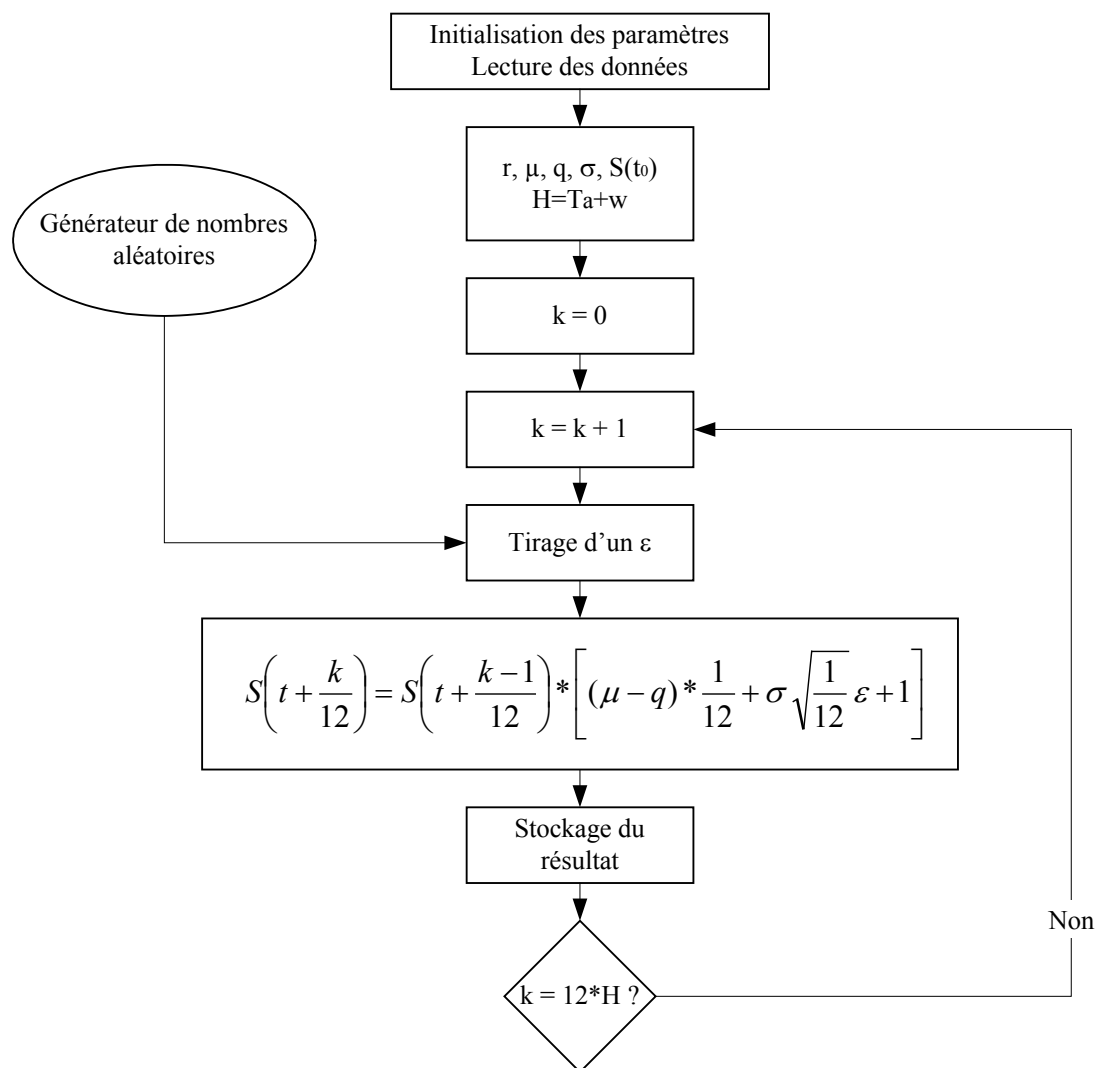 Initialisation des paramètres
Lecture des données
r, µ, q, σ, S(t₀)
H=Ta+w
Générateur de nombres
aléatoires
k = 0
k = k + 1
Tirage d’un ε
S(t + k/12) = S(t + (k − 1)/12) * [(μ − q) * 1/12 + σ √(1/12) ε + 1]
Stockage du
résultat
Non
k = 12*H ?